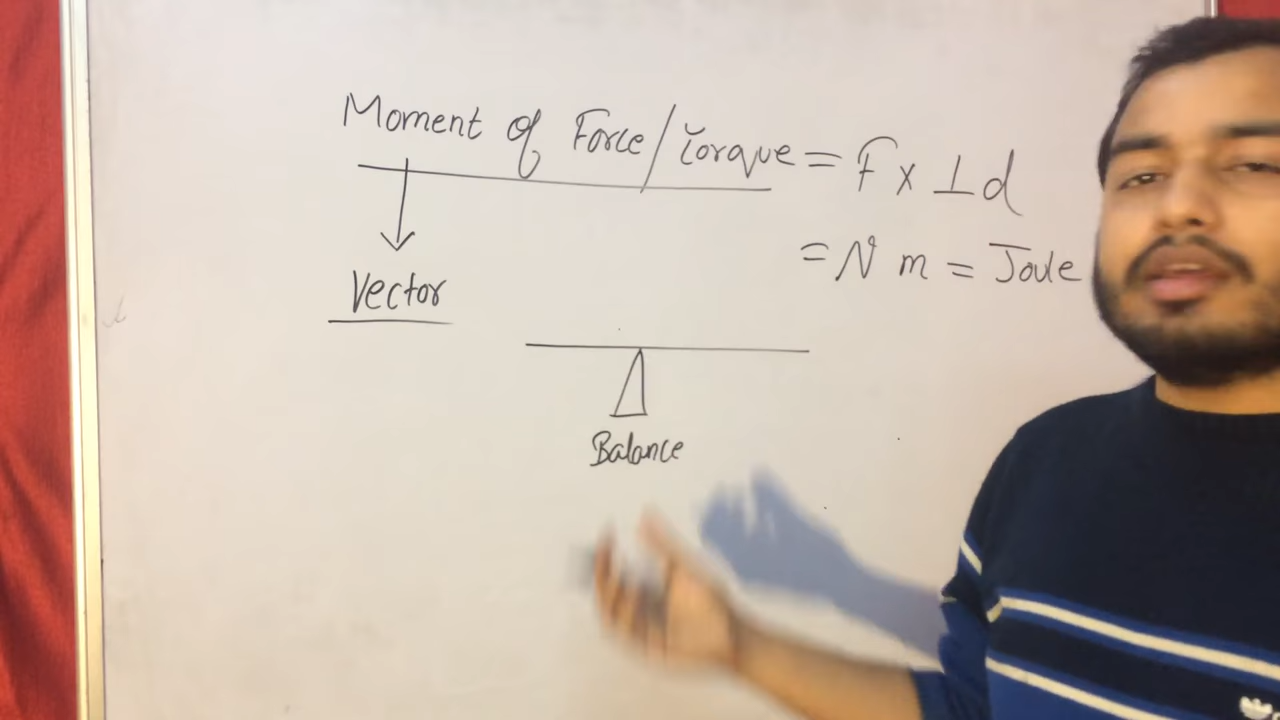 Moment of Force/Torque = F x ⊥d
= N m = Joule
Vector
Balance